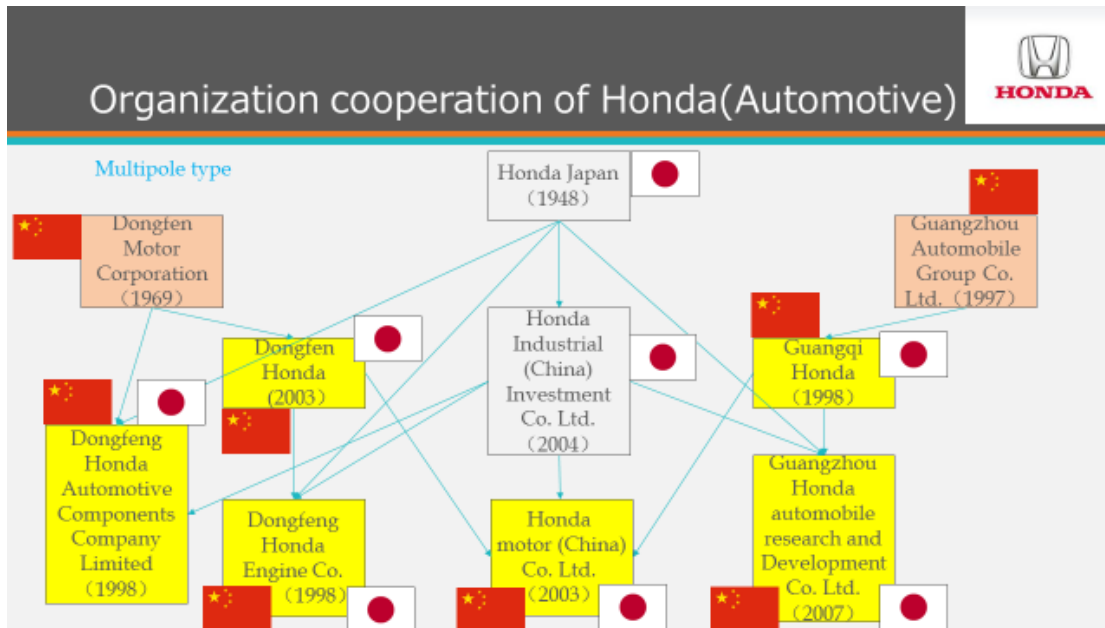 Organization cooperation of Honda(Automotive)
HONDA
Multipole type
Honda Japan
（1948）
Dongfen
Motor
Corporation
（1969）
Guangzhou
Automobile
Group Co.
Ltd.（1997）
Dongfen
Honda
(2003)
Honda
Industrial
(China)
Investment
Co. Ltd.
(2004)
Guangqi
Honda
(1998)
Dongfeng
Honda
Automotive
Components
Company
Limited
（1998）
Dongfeng
Honda
Engine Co.
（1998）
Honda
motor (China)
Co. Ltd.
（2003）
Guangzhou
Honda
automobile
research and
Development
Co. Ltd.
（2007）